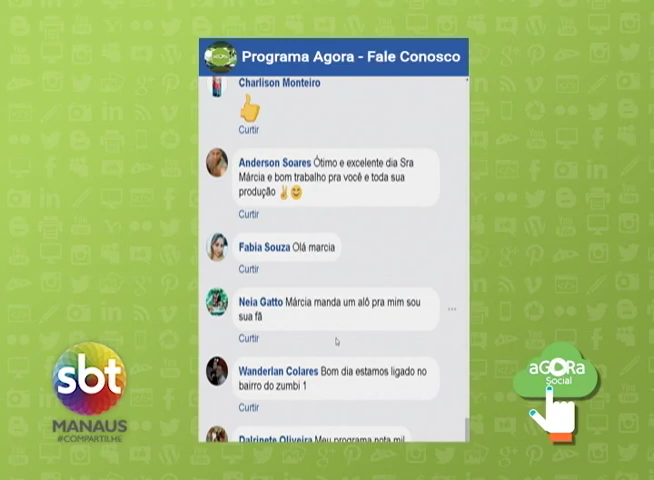 Programa Agora - Fale Conosco
Charlison Monteiro
Curtir
Anderson Soares Ótimo e excelente dia Sra
Márcia e bom trabalho pra você e toda sua
produção
Curtir
Fabia Souza Olá marcia
Curtir
Neia Gatto Márcia manda um alô pra mim sou
sua fã
Curtir
Wanderlan Colares Bom dia estamos ligado no
bairro do zumbi 1
Curtir
Dalrinete Oliveira Meu programa nota mil
sbt
MANAUS
#COMPARTILHE
aGORa
Social